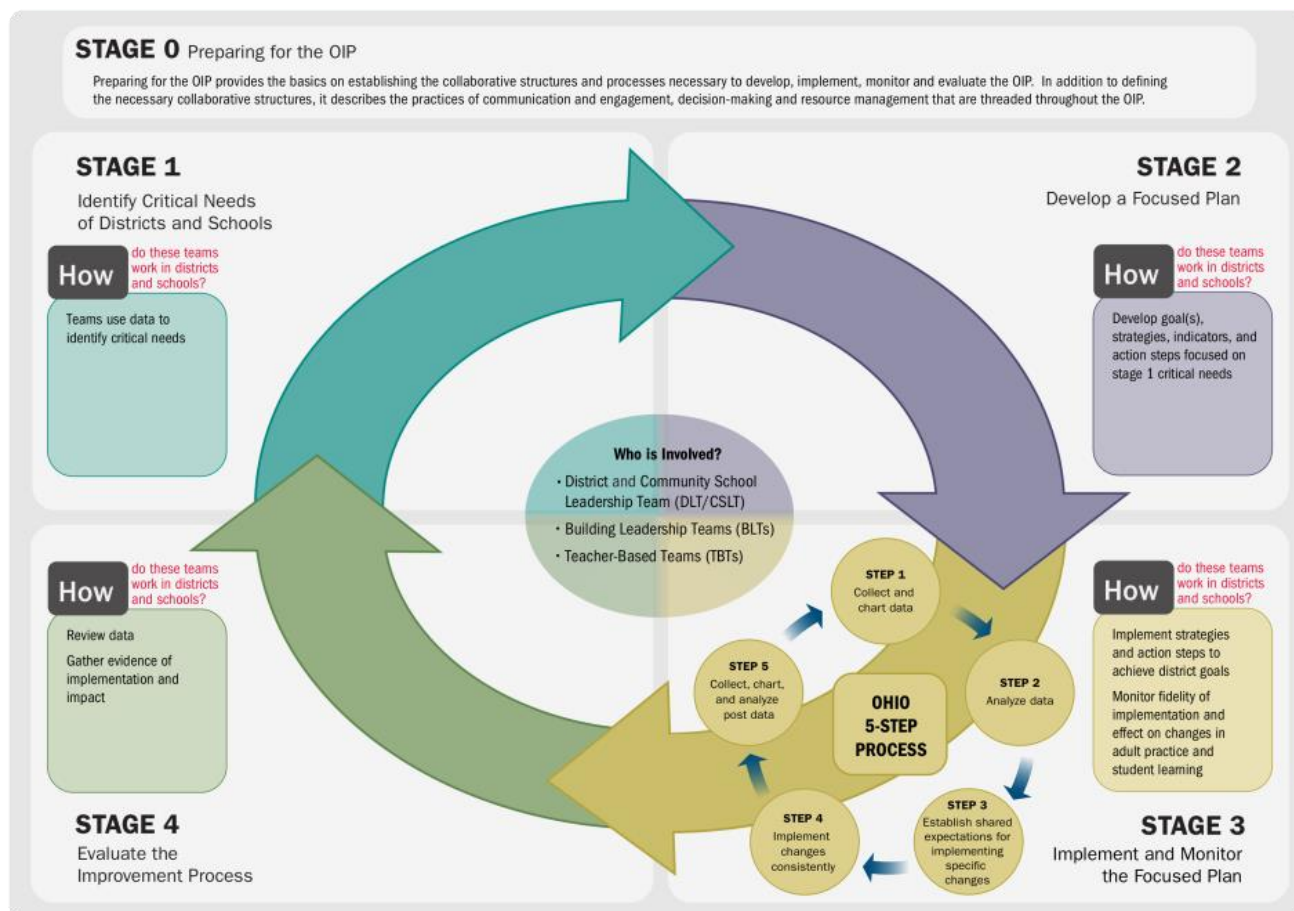 STAGE 0 Preparing for the OIP
Preparing for the OIP provides the basics on establishing the collaborative structures and processes necessary to develop, implement, monitor and evaluate the OIP. In addition to defining
the necessary collaborative structures, it describes the practices of communication and engagement, decision-making and resource management that are threaded throughout the OIP.
STAGE 1
Identify Critical Needs
of Districts and Schools
How
do these teams
work in districts
and schools?
Teams use data to
identify critical needs
STAGE 2
Develop a Focused Plan
How
do these teams
work in districts
and schools?
Develop goal(s),
strategies, indicators, and
action steps focused on
stage 1 critical needs
Who is Involved?
• District and Community School
Leadership Team (DLT/CSLT)
• Building Leadership Teams (BLTs)
• Teacher-Based Teams (TBTs)
How
do these teams
work in districts
and schools?
Implement strategies
and action steps to
achieve district goals
Monitor fidelity of
implementation and
effect on changes in
adult practice and
student learning
STAGE 3
Implement and Monitor
the Focused Plan
OHIO
5-STEP
PROCESS
STEP 1
Collect and
chart data
STEP 2
Analyze data
STEP 3
Establish shared
expectations for
implementing
specific
changes
STEP 4
Implement
changes
consistently
STEP 5
Collect, chart,
and analyze
post data
How
do these teams
work in districts
and schools?
Review data
Gather evidence of
implementation and
impact
STAGE 4
Evaluate the
Improvement Process